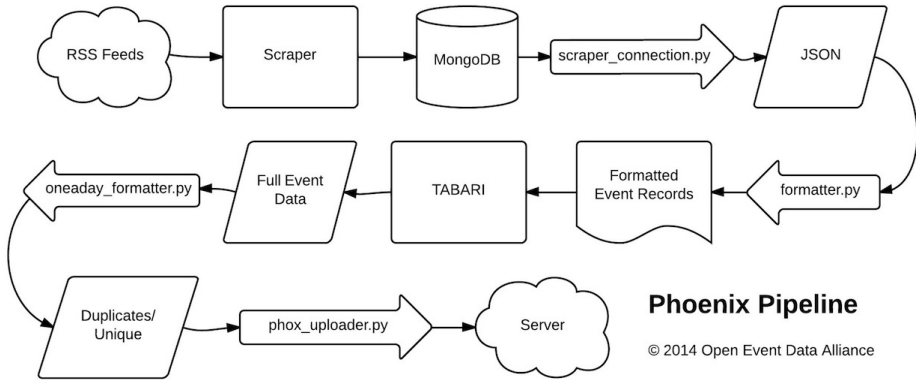 RSS Feeds
Scraper
MongoDB
scraper_connection.py
JSON
formatter.py
Formatted
Event Records
TABARI
Full Event
Data
oneaday_formatter.py
Duplicates/
Unique
phox_uploader.py
Server
Phoenix Pipeline
© 2014 Open Event Data Alliance